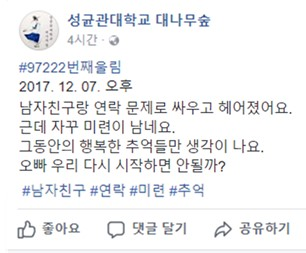 성균관대학교 대나무숲
4시간 ·
#97222번째울림
2017. 12. 07. 오후
남자친구랑 연락 문제로 싸우고 헤어졌어요.
근데 자꾸 미련이 남네요.
그동안의 행복한 추억들만 생각이 나요.
오빠 우리 다시 시작하면 안될까?
#남자친구 #연락 #미련 #추억
좋아요 댓글 달기 공유하기